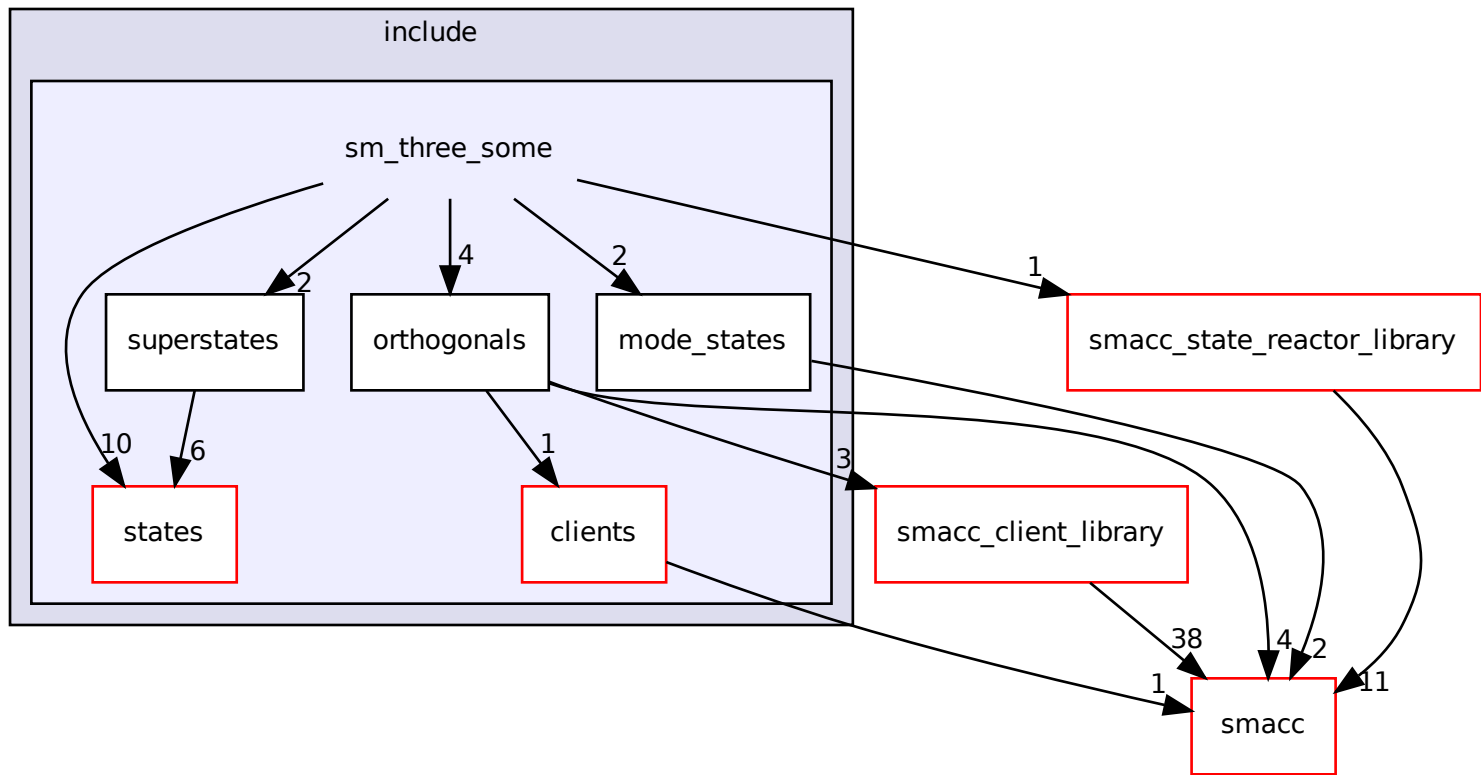 include
sm_three_some
2
4
2
1
superstates
orthogonals
mode_states
smacc_state_reactor_library
10
6
1
3
states
clients
smacc_client_library
38
4
2
1
11
smacc